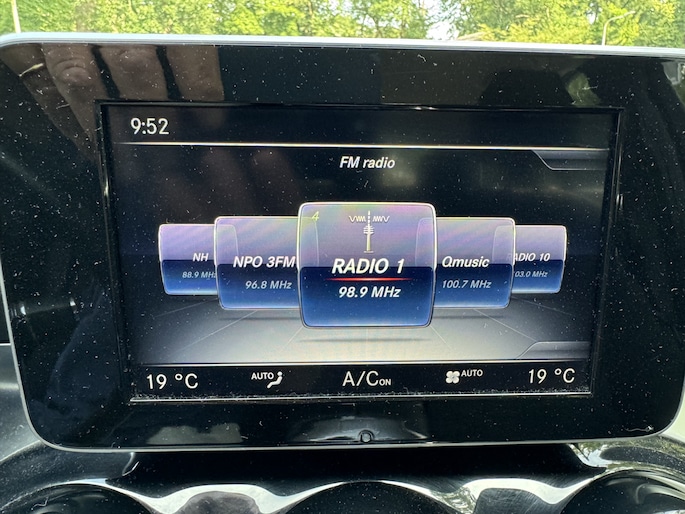 9:52
FM radio
4
NH
88.9 MHz
NPO 3FM
96.8 MHz
RADIO 1
98.9 MHz
Qmusic
100.7 MHz
ADIO 10
03.0 MHz
19 °C
AUTO
A/C ON
AUTO
19 °C